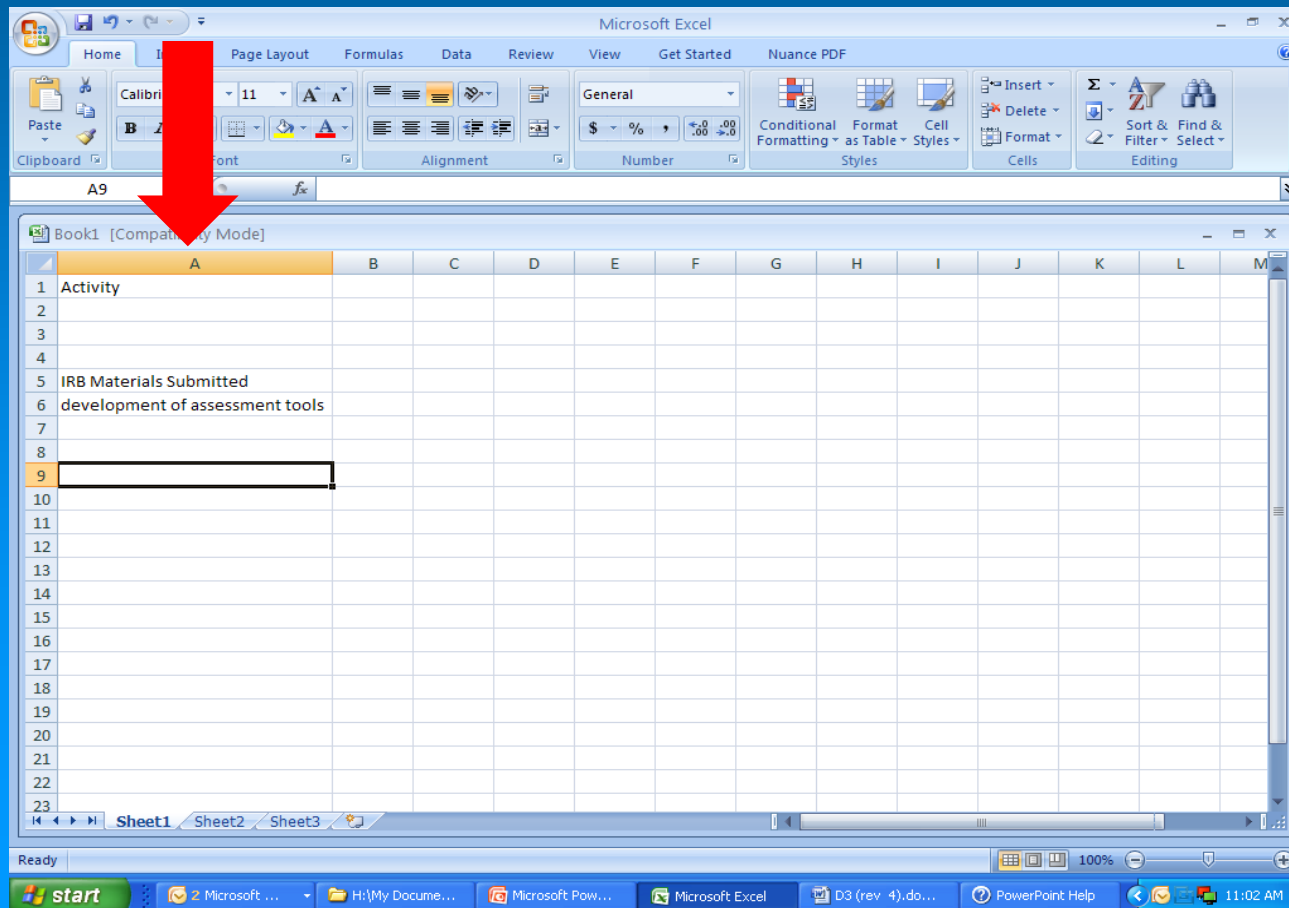 Microsoft Excel
Home Page Layout Formulas Data Review View Get Started Nuance PDF
Calibri 11 General
Insert
Delete
Format
Paste
B $ % , .0 .00 .00 .0
Conditional Formatting Format as Table Cell Styles
Sort & Filter Find & Select
Clipboard Font Alignment Number Styles Cells Editing
A9 fx
Book1 [Compatibility Mode]
A B C D E F G H I J K L M
1 Activity
2
3
4
5 IRB Materials Submitted
6 development of assessment tools
7
8
9
10
11
12
13
14
15
16
17
18
19
20
21
22
23
Sheet1 Sheet2 Sheet3
Ready 100%
start 2 Microsoft ... H:\My Docume... Microsoft Pow... Microsoft Excel D3 (rev 4).do... PowerPoint Help 11:02 AM